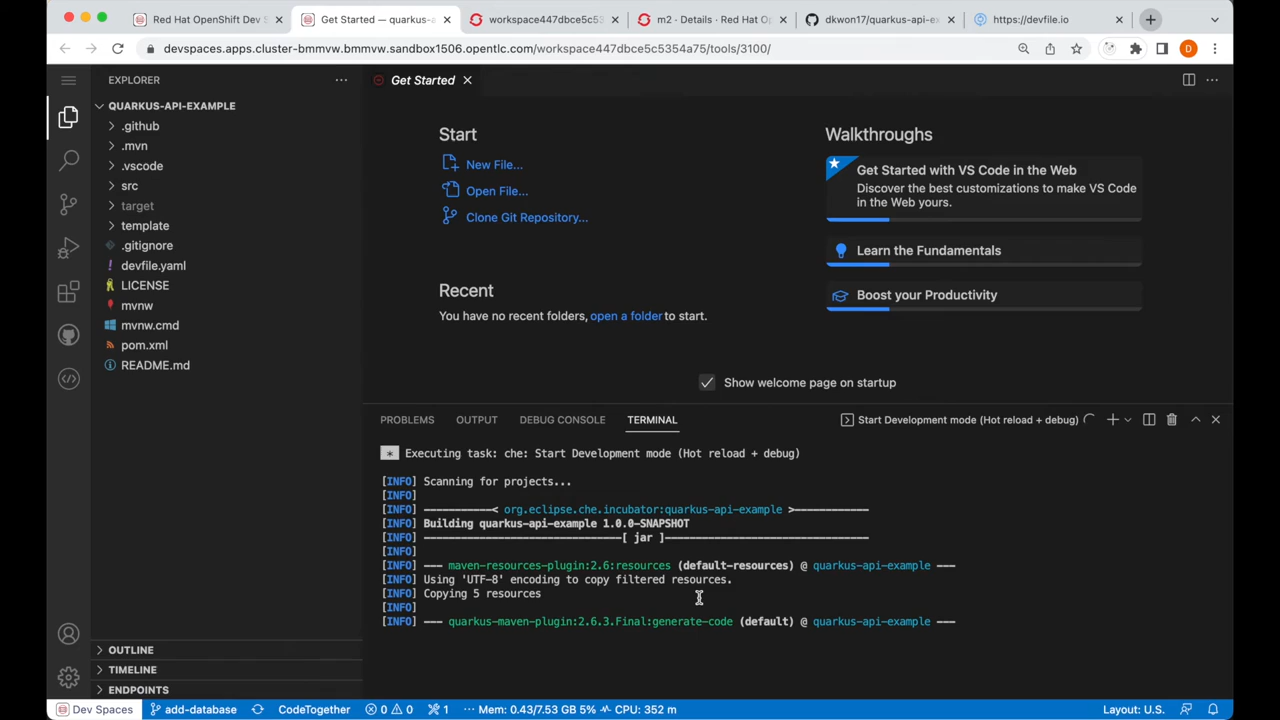 Red Hat OpenShift Dev S
Get Started — quarkus-a
workspace447dbce5c53
m2 · Details · Red Hat Op
dkwon17/quarkus-api-ex
https://devfile.io
devspaces.apps.cluster-bmmvw.bmmvw.sandbox1506.opentlc.com/workspace447dbce5c5354a75/tools/3100/
D
EXPLORER
Get Started
QUARKUS-API-EXAMPLE
.github
.mvn
.vscode
src
target
template
.gitignore
devfile.yaml
LICENSE
mvnw
mvnw.cmd
pom.xml
README.md
OUTLINE
TIMELINE
ENDPOINTS
Start
New File...
Open File...
Clone Git Repository...
Recent
You have no recent folders, open a folder to start.
Walkthroughs
Get Started with VS Code in the Web
Discover the best customizations to make VS Code
in the Web yours.
Learn the Fundamentals
Boost your Productivity
Show welcome page on startup
PROBLEMS OUTPUT DEBUG CONSOLE TERMINAL Start Development mode (Hot reload + debug)
* Executing task: che: Start Development mode (Hot reload + debug)
[INFO] Scanning for projects...
[INFO]
[INFO] ------------< org.eclipse.che.incubator:quarkus-api-example >------------
[INFO] Building quarkus-api-example 1.0.0-SNAPSHOT
[INFO] --------------------------------[ jar ]---------------------------------
[INFO]
[INFO] --- maven-resources-plugin:2.6:resources (default-resources) @ quarkus-api-example ---
[INFO] Using 'UTF-8' encoding to copy filtered resources.
[INFO] Copying 5 resources
[INFO]
[INFO] --- quarkus-maven-plugin:2.6.3.Final:generate-code (default) @ quarkus-api-example ---
Dev Spaces add-database CodeTogether 0 0 1 Mem: 0.43/7.53 GB 5% CPU: 352 m Layout: U.S.